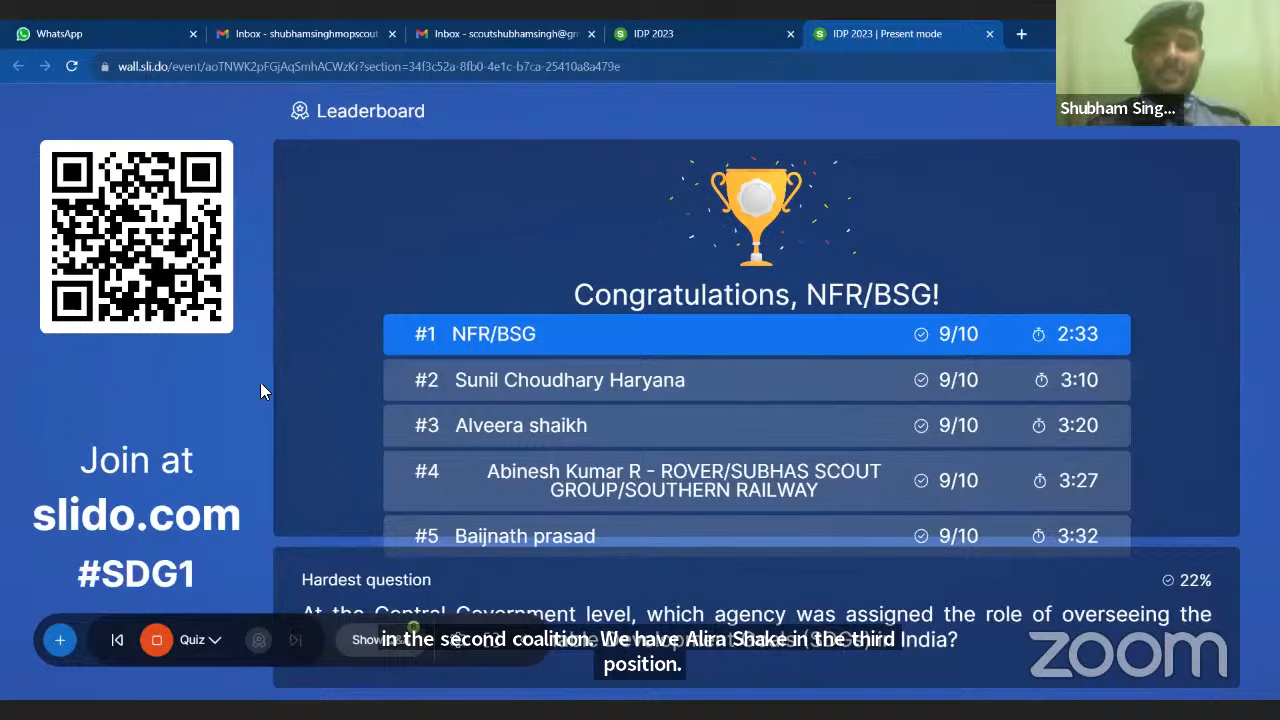 WhatsApp
Inbox - shubhamsinghmopscout
Inbox - scoutshubhamsingh@gm
IDP 2023
IDP 2023 | Present mode
wall.sli.do/event/aoTNWK2pFGjAqSmhACWzKr?section=34f3c52a-8fb0-4e1c-b7ca-25410a8a479e
Shubham Sing...
Leaderboard
Congratulations, NFR/BSG!
#1 NFR/BSG 9/10 2:33
#2 Sunil Choudhary Haryana 9/10 3:10
#3 Alveera shaikh 9/10 3:20
#4 Abinesh Kumar R - ROVER/SUBHAS SCOUT
GROUP/SOUTHERN RAILWAY 9/10 3:27
#5 Baijnath prasad 9/10 3:32
Join at
slido.com
#SDG1
Hardest question 22%
At the Central Government level, which agency was assigned the role of overseeing the
India?
Quiz
in the second coalition. We have Alira Shake in the third
position.
zoom